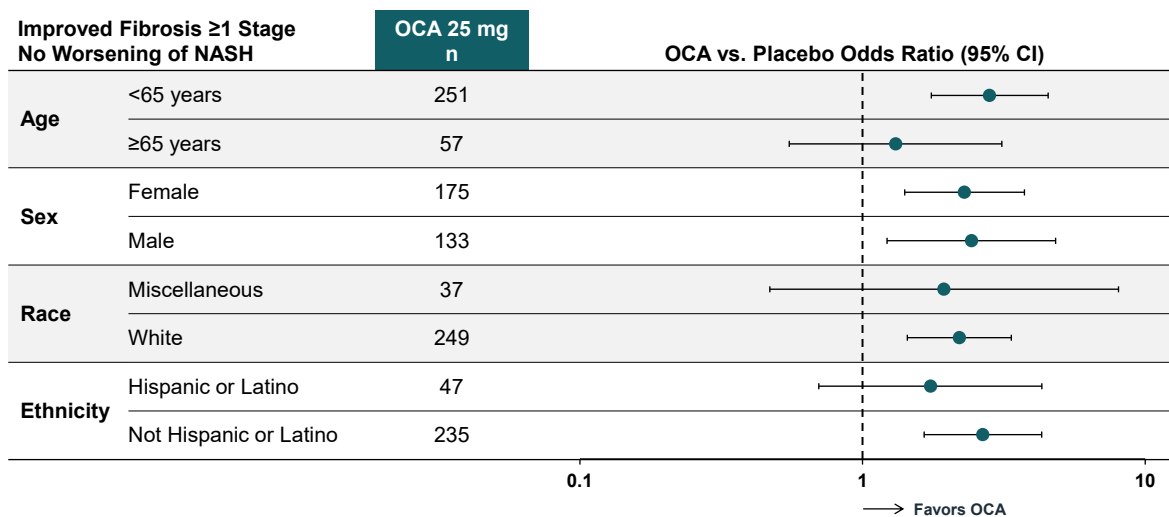 Improved Fibrosis ≥1 Stage
No Worsening of NASH
OCA 25 mg
n
OCA vs. Placebo Odds Ratio (95% CI)
Age
<65 years 251
≥65 years 57
Sex
Female 175
Male 133
Race
Miscellaneous 37
White 249
Ethnicity
Hispanic or Latino 47
Not Hispanic or Latino 235
0.1 1 10
Favors OCA